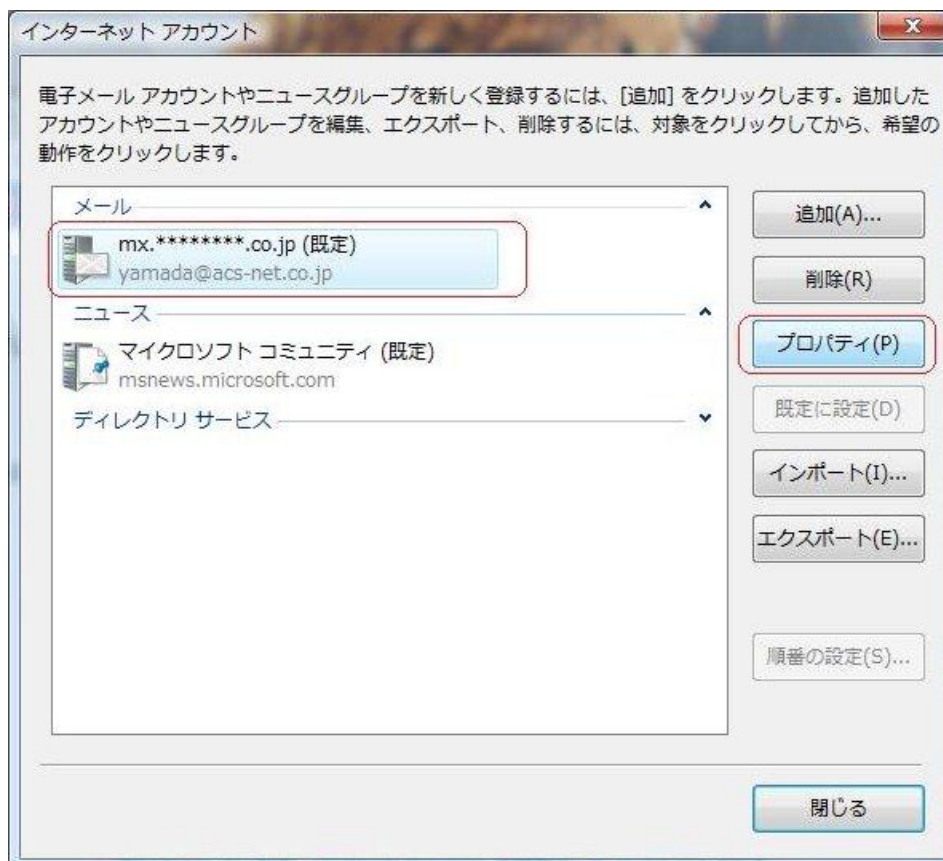 インターネット アカウント
電子メール アカウントやニュースグループを新しく登録するには、[追加] をクリックします。追加した
アカウントやニュースグループを編集、エクスポート、削除するには、対象をクリックしてから、希望の
動作をクリックします。
メール
mx.********.co.jp (既定)
yamada@acs-net.co.jp
ニュース
マイクロソフト コミュニティ (既定)
msnews.microsoft.com
ディレクトリ サービス
追加(A)...
削除(R)
プロパティ(P)
既定に設定(D)
インポート(I)...
エクスポート(E)...
順番の設定(S)...
閉じる